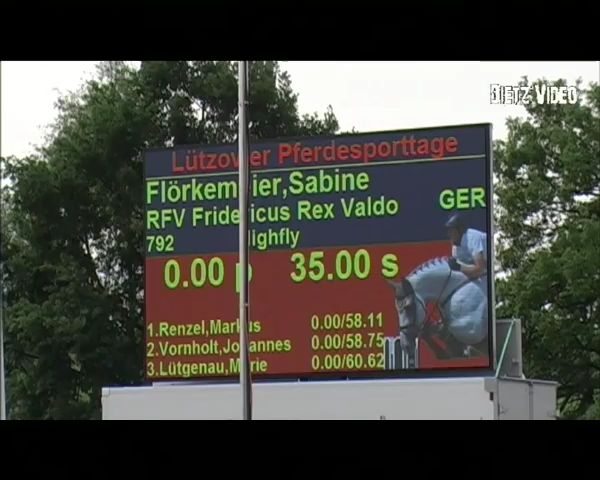 DIETZ VIDEO
Lützower Pferdesporttage
Flörkemeier,Sabine
RFV Fridericus Rex Valdo GER
792 Highfly
0.00 p 35.00 s
1.Renzel,Markus 0.00/58.11
2.Vornholt,Johannes 0.00/58.75
3.Lütgenau,Marie 0.00/60.62